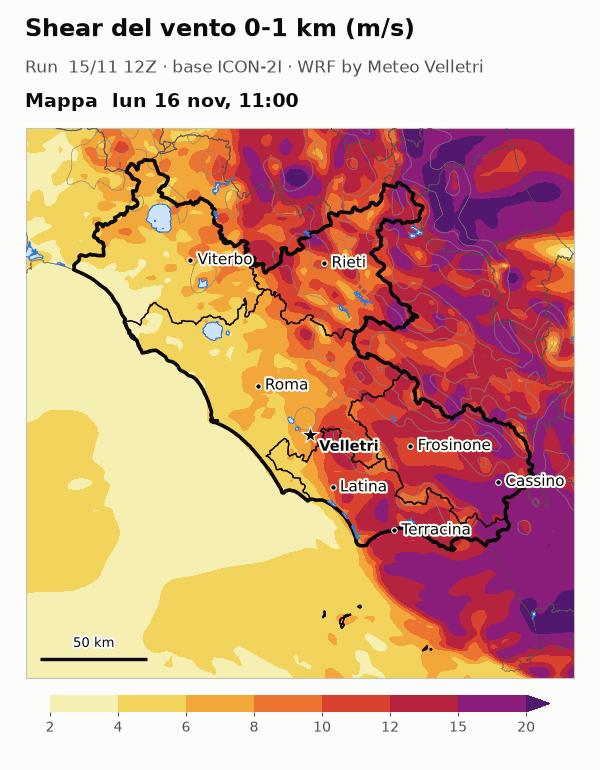 Shear del vento 0-1 km (m/s)
Run 15/11 12Z · base ICON-2I · WRF by Meteo Velletri
Mappa lun 16 nov, 11:00
Viterbo
Rieti
Roma
Velletri
Frosinone
Latina
Cassino
Terracina
50 km
2 4 6 8 10 12 15 20